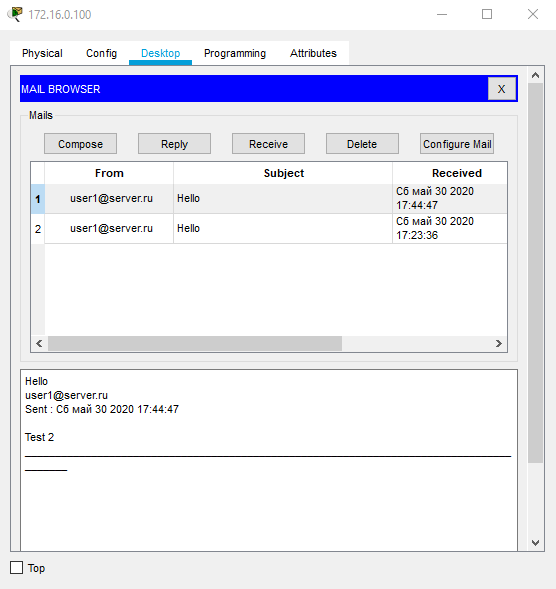 172.16.0.100
Physical Config Desktop Programming Attributes
MAIL BROWSER X
Mails
Compose Reply Receive Delete Configure Mail
From Subject Received
1 user1@server.ru Hello Сб май 30 2020
17:44:47
2 user1@server.ru Hello Сб май 30 2020
17:23:36
Hello
user1@server.ru
Sent : Сб май 30 2020 17:44:47
Test 2
Top